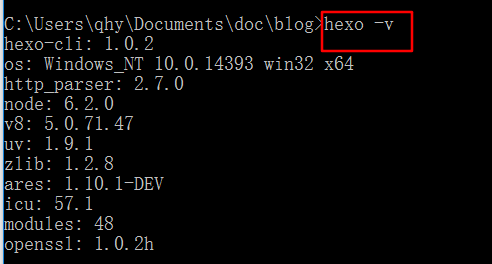 C:\Users\qhy\Documents\doc\blog>hexo -v
hexo-cli: 1.0.2
os: Windows_NT 10.0.14393 win32 x64
http_parser: 2.7.0
node: 6.2.0
v8: 5.0.71.47
uv: 1.9.1
zlib: 1.2.8
ares: 1.10.1-DEV
icu: 57.1
modules: 48
openssl: 1.0.2h